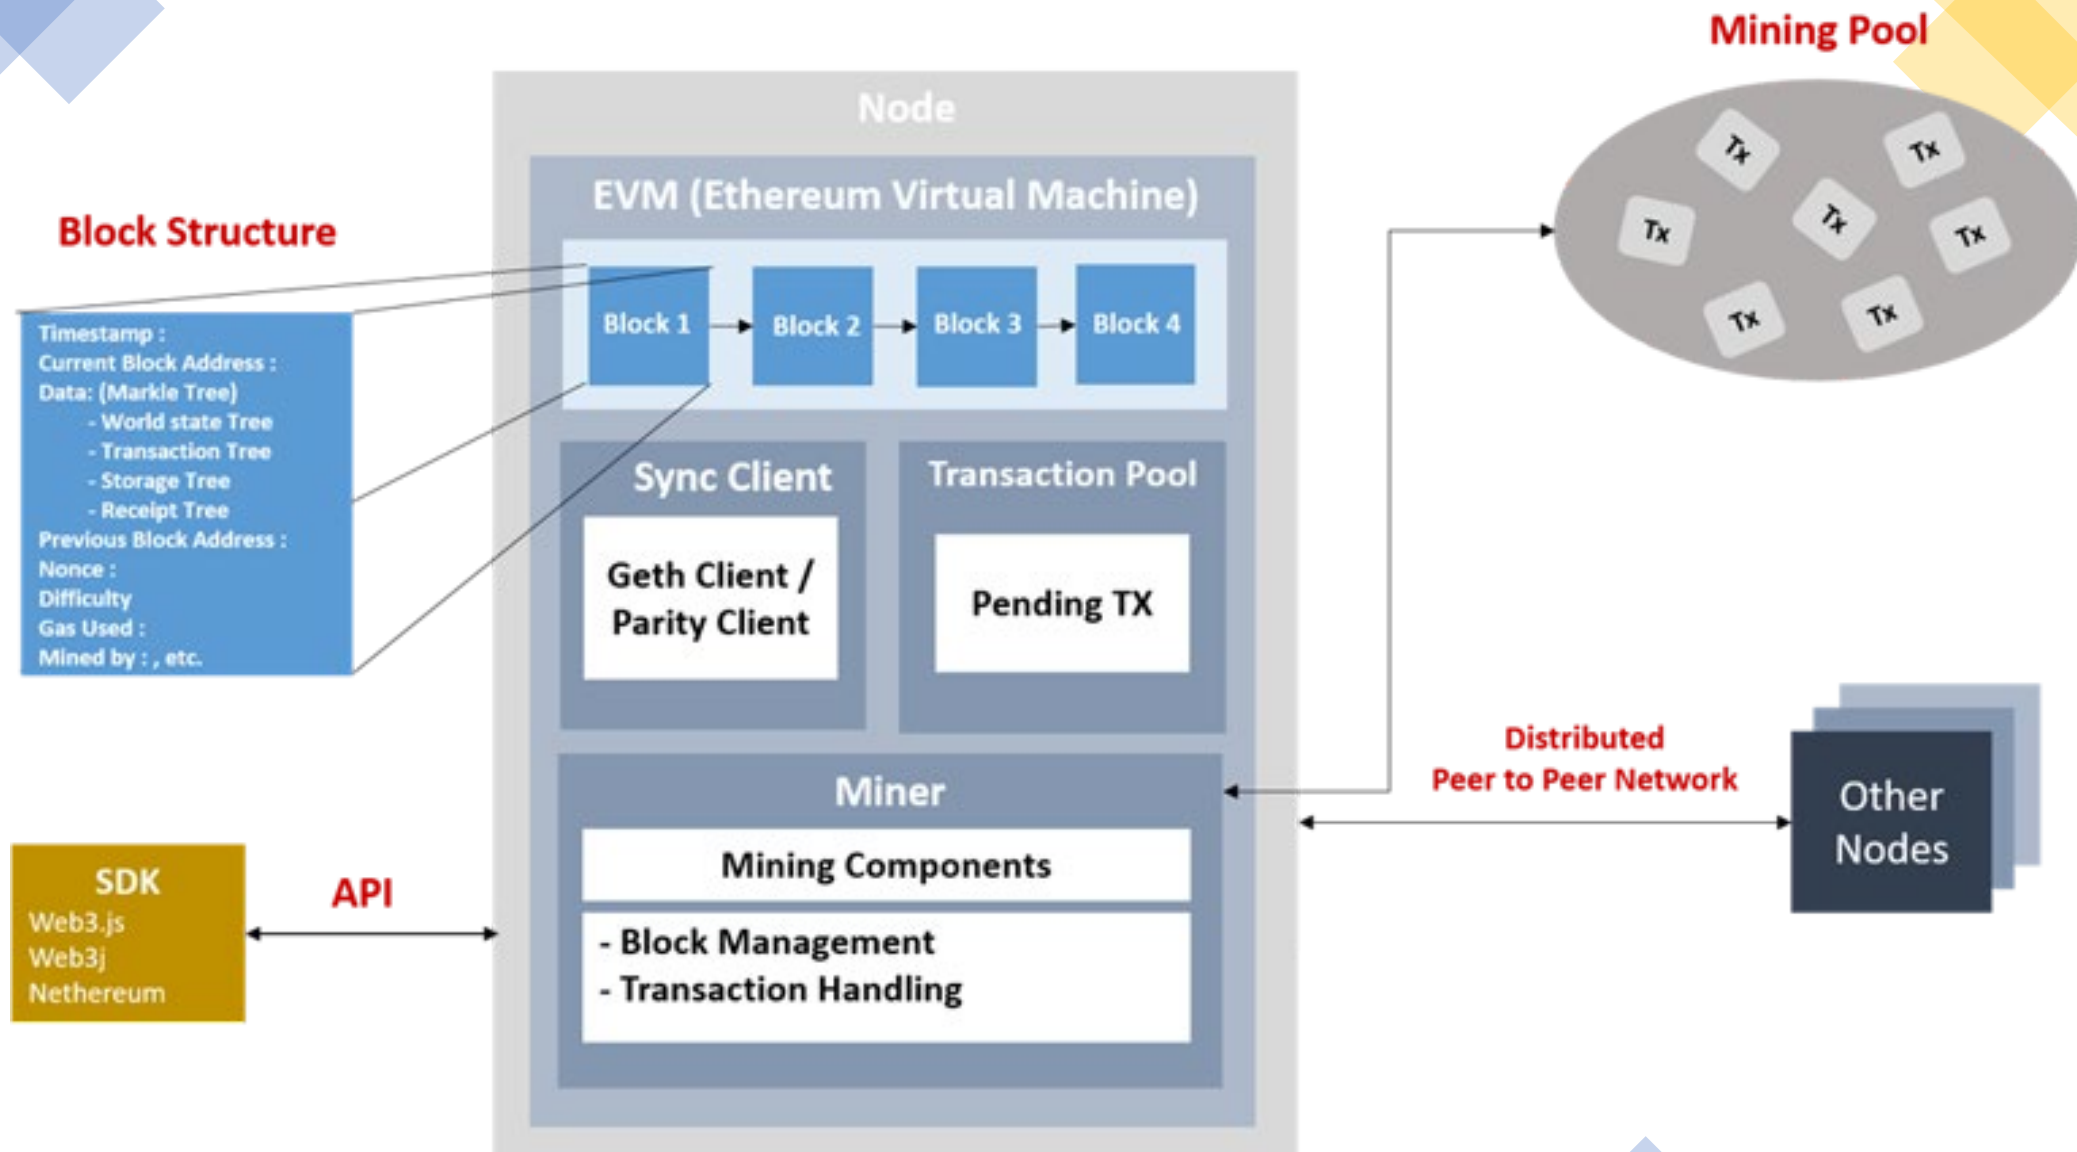 Mining Pool
Tx
Tx
Tx
Tx
Tx
Tx
Tx
Node
EVM (Ethereum Virtual Machine)
Block 1
Block 2
Block 3
Block 4
Block Structure
Timestamp :
Current Block Address :
Data: (Markle Tree)
- World state Tree
- Transaction Tree
- Storage Tree
- Receipt Tree
Previous Block Address :
Nonce :
Difficulty
Gas Used :
Mined by : , etc.
Sync Client
Geth Client /
Parity Client
Transaction Pool
Pending TX
Miner
Mining Components
- Block Management
- Transaction Handling
Distributed
Peer to Peer Network
Other
Nodes
SDK
Web3.js
Web3j
Nethereum
API